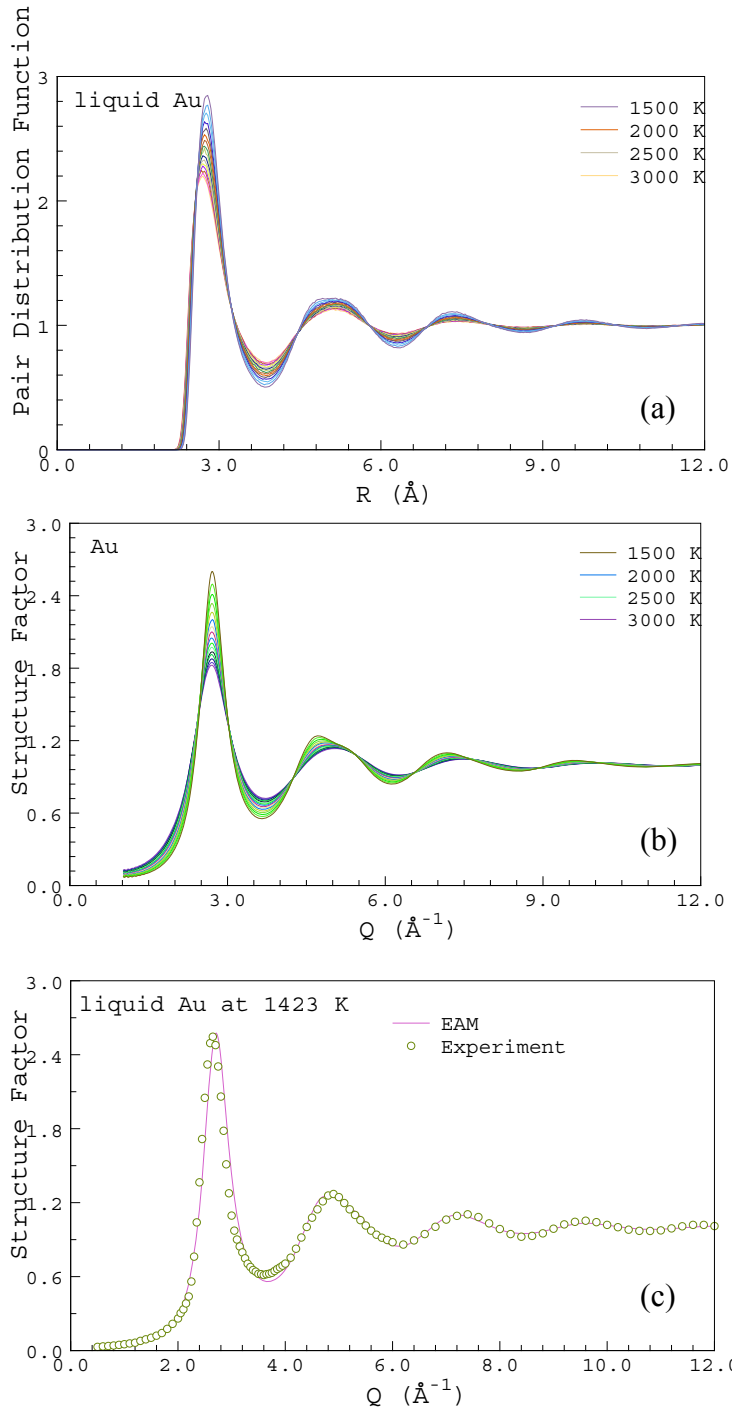 Pair Distribution Function
3
2
1
0
liquid Au
1500 K
2000 K
2500 K
3000 K
(a)
0.0 3.0 6.0 9.0 12.0
R (Å)
Structure Factor
3.0
2.4
1.8
1.2
0.6
0.0
Au
1500 K
2000 K
2500 K
3000 K
(b)
0.0 3.0 6.0 9.0 12.0
Q (Å⁻¹)
Structure Factor
3.0
2.4
1.8
1.2
0.6
0.0
liquid Au at 1423 K
EAM
Experiment
(c)
0.0 2.0 4.0 6.0 8.0 10.0 12.0
Q (Å⁻¹)